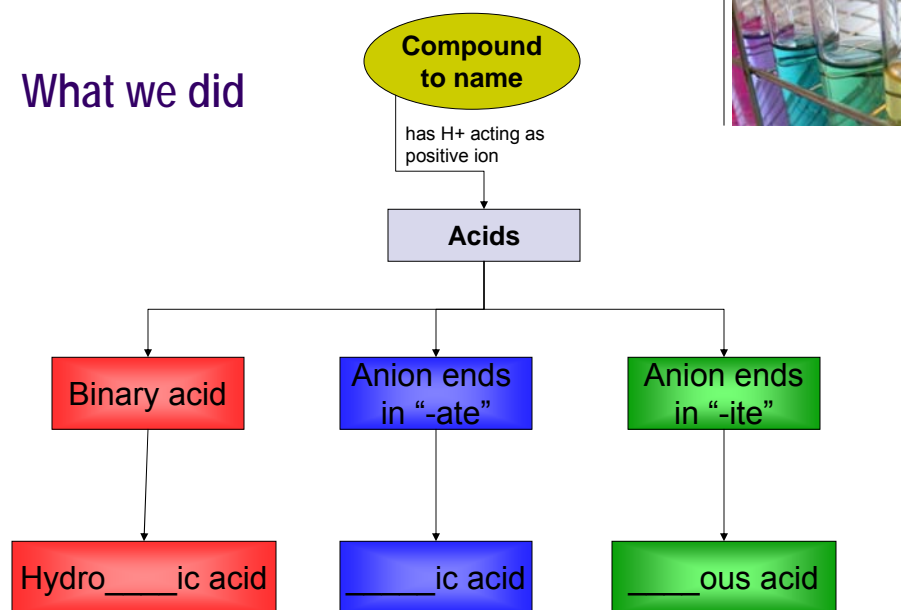 What we did
Compound
to name
has H+ acting as
positive ion
Acids
Binary acid
Anion ends
in “-ate”
Anion ends
in “-ite”
Hydro____ic acid
_____ic acid
____ous acid